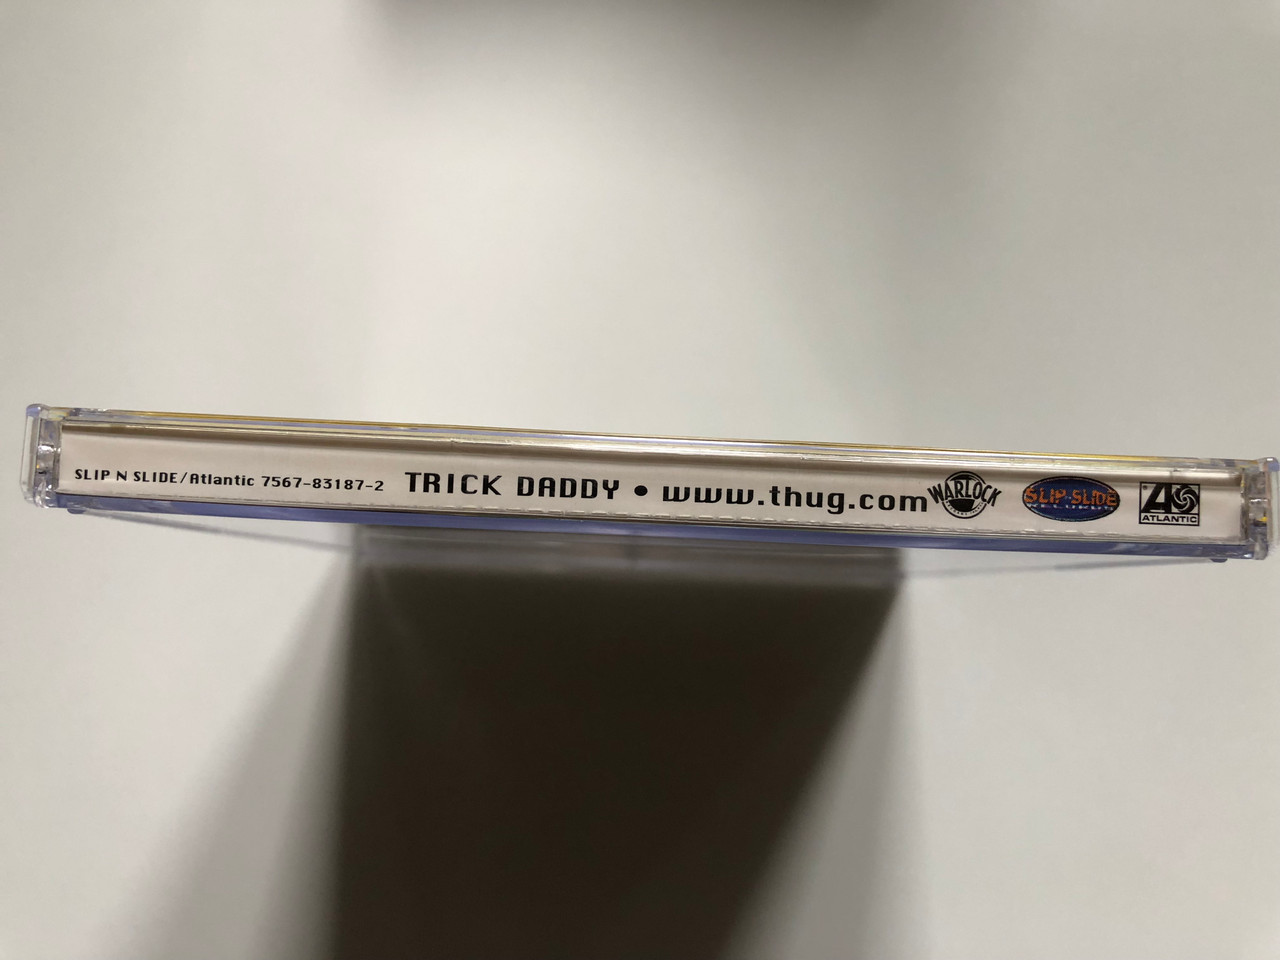 SLIP N SLIDE/Atlantic 7567-83187-2 TRICK DADDY • www.thug.com WARLOCK SLIP·N·SLIDE ATLANTIC